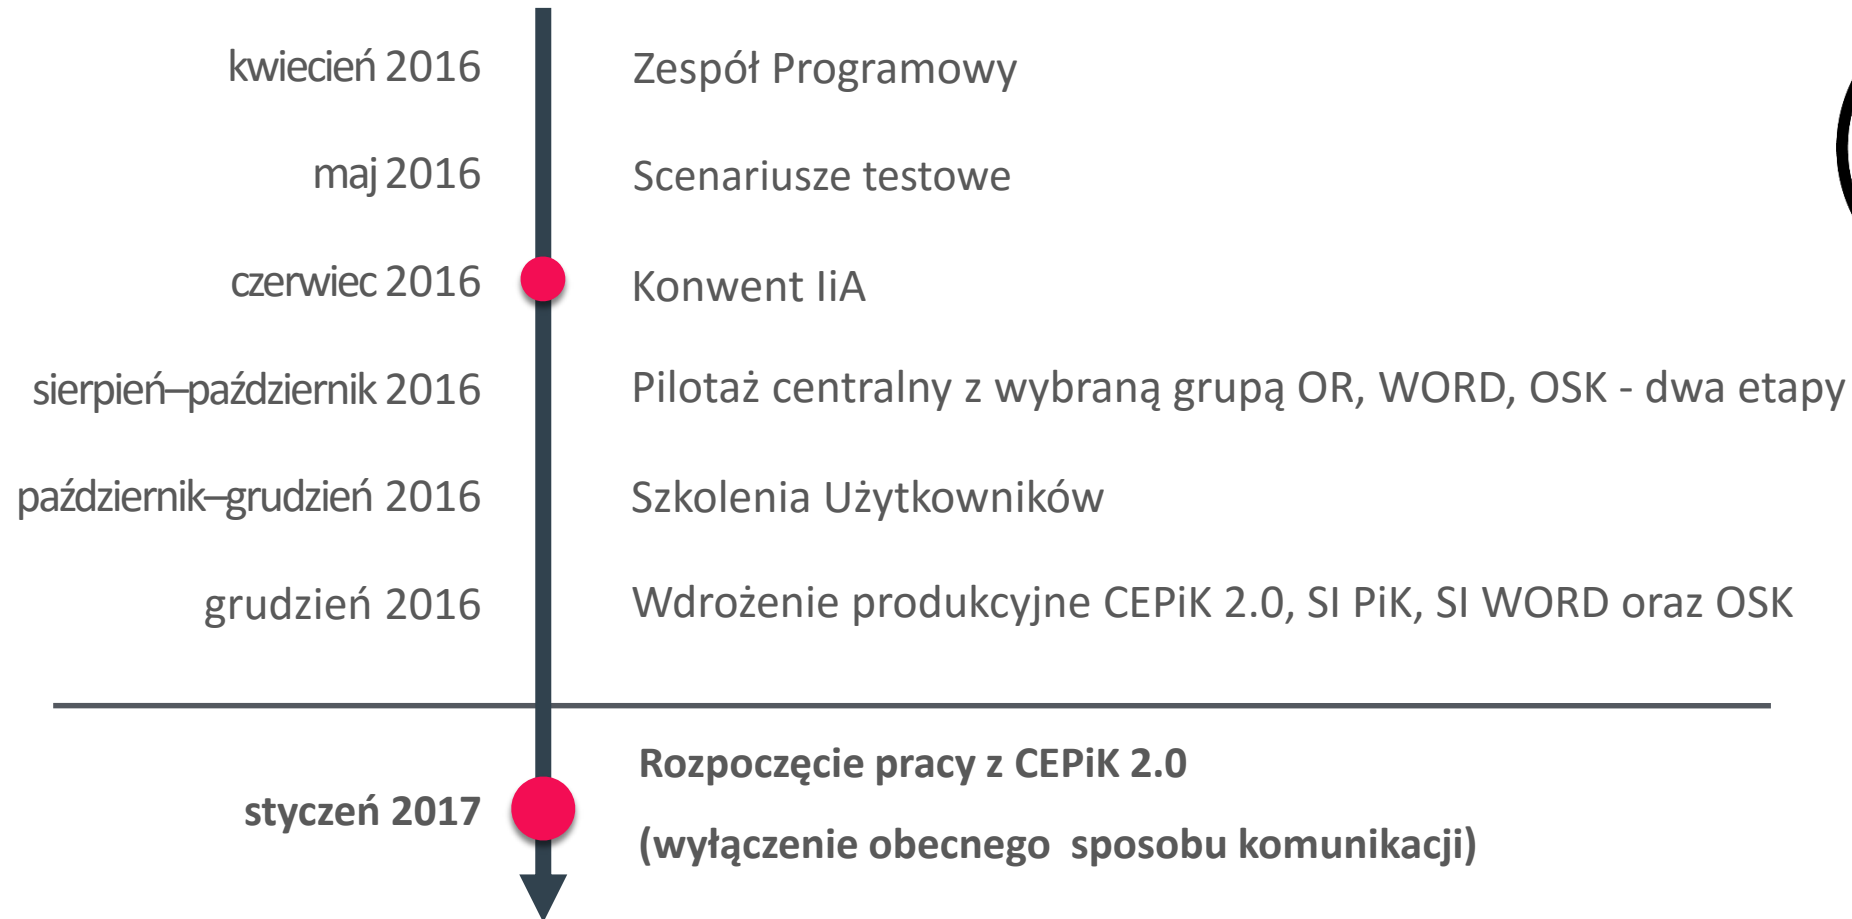 kwiecień 2016 Zespół Programowy
maj 2016 Scenariusze testowe
czerwiec 2016 Konwent IiA
sierpień–październik 2016 Pilotaż centralny z wybraną grupą OR, WORD, OSK - dwa etapy
październik–grudzień 2016 Szkolenia Użytkowników
grudzień 2016 Wdrożenie produkcyjne CEPiK 2.0, SI PiK, SI WORD oraz OSK
styczeń 2017 Rozpoczęcie pracy z CEPiK 2.0
(wyłączenie obecnego sposobu komunikacji)